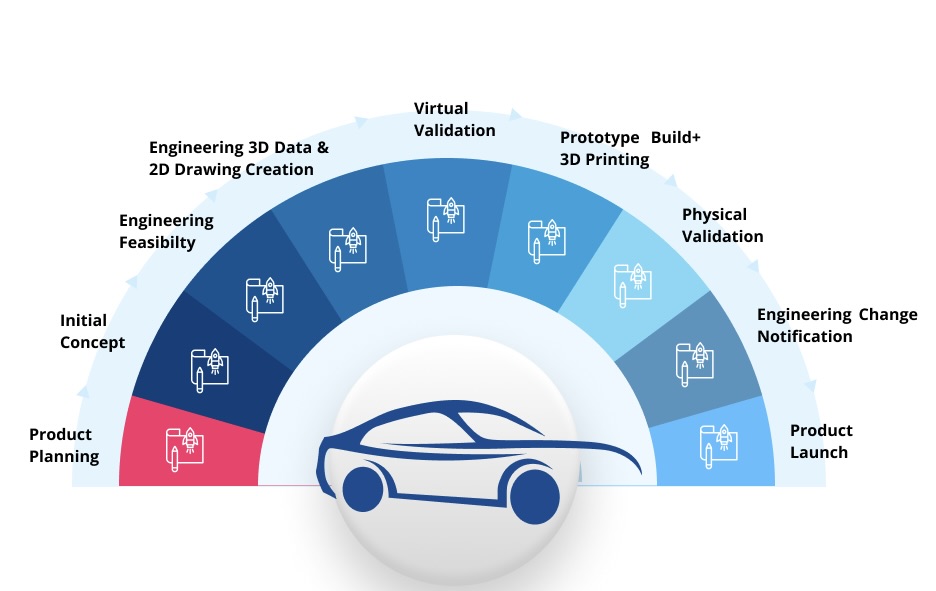 Product
Planning
Initial
Concept
Engineering
Feasibilty
Engineering 3D Data &
2D Drawing Creation
Virtual
Validation
Prototype Build+
3D Printing
Physical
Validation
Engineering Change
Notification
Product
Launch